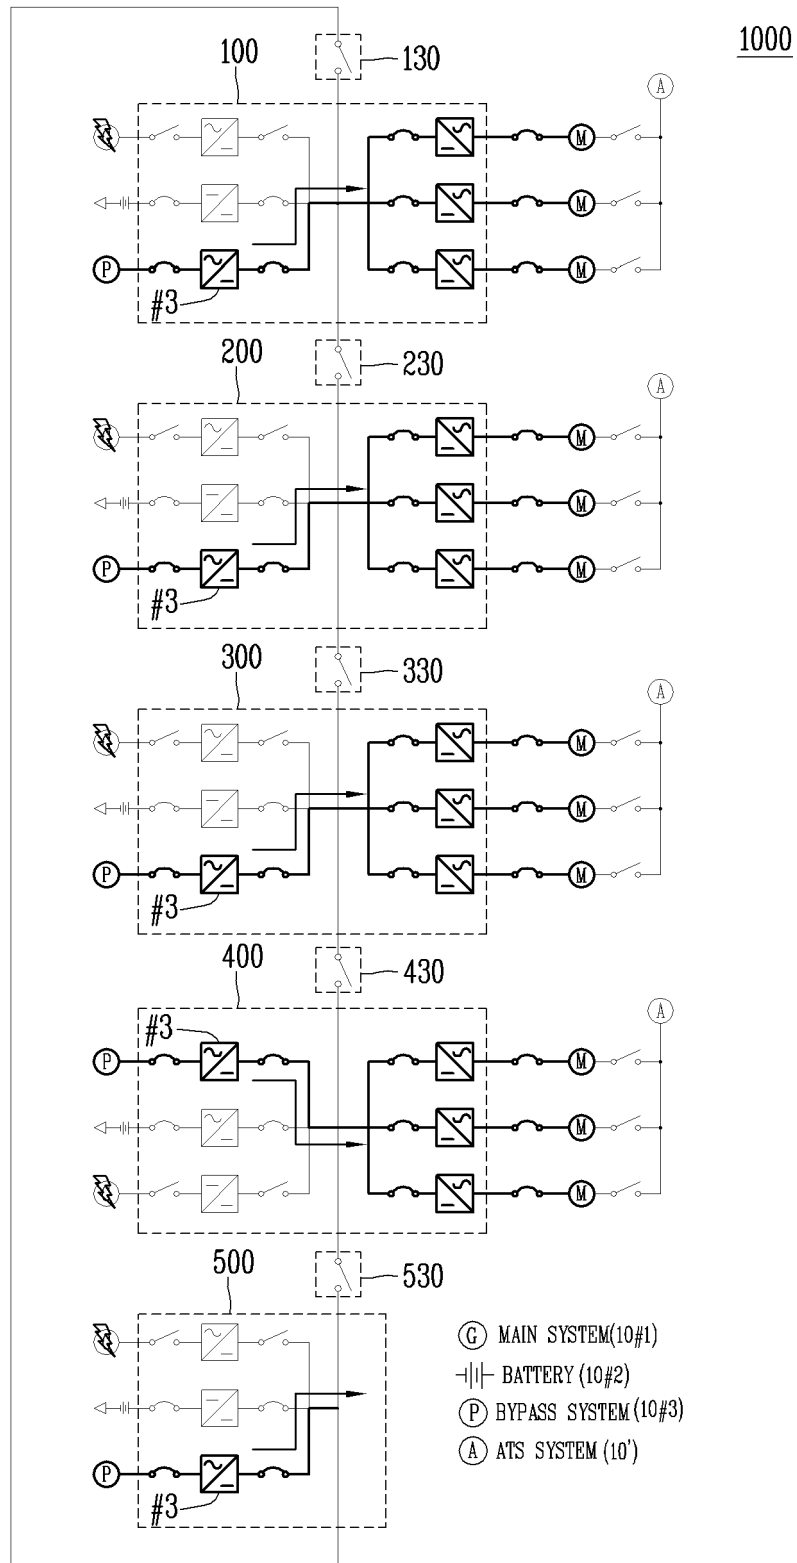 1000
100
130
A
M
M
P
#3
M
200
230
A
M
M
P
#3
M
300
330
A
M
M
P
#3
M
400
430
#3
A
P
M
M
M
500
530
P
#3
G MAIN SYSTEM(10#1)
BATTERY (10#2)
P BYPASS SYSTEM (10#3)
A ATS SYSTEM (10')